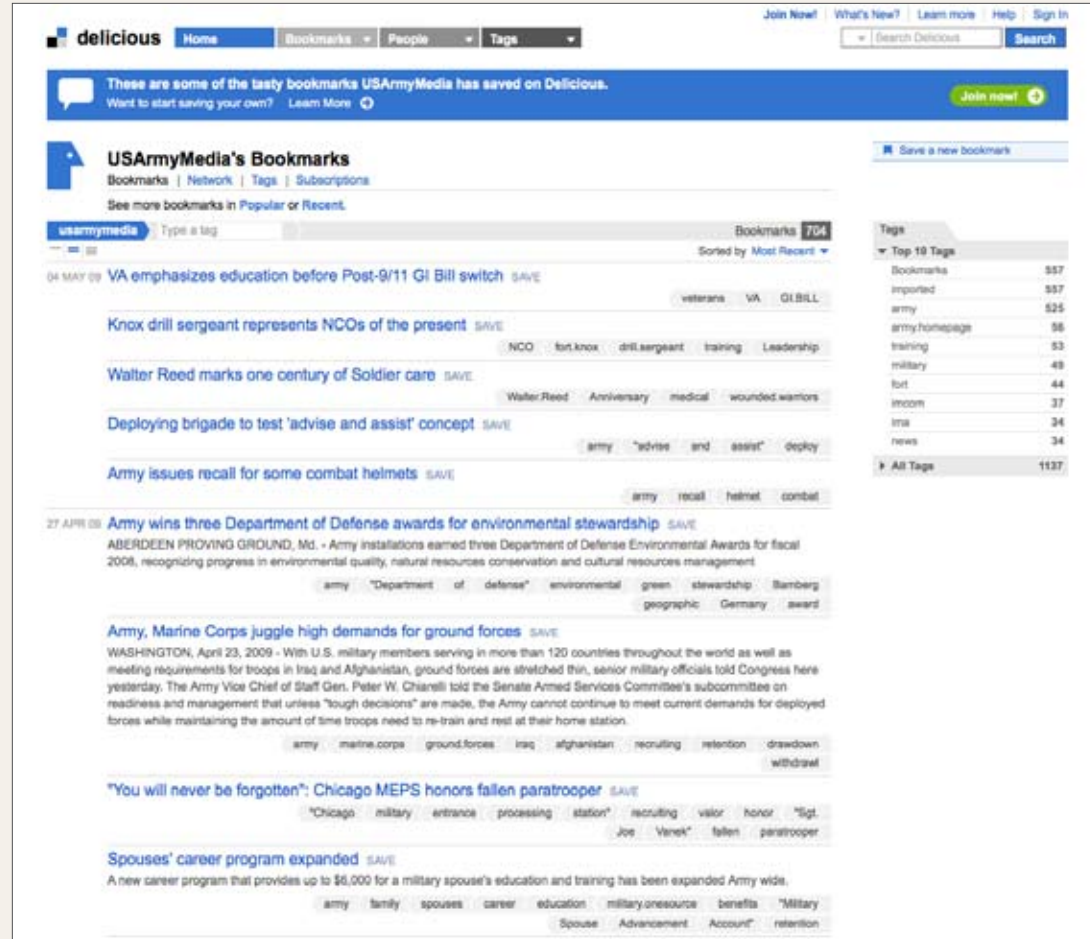 Join Now! What's New? Learn more Help Sign In
delicious Home Bookmarks People Tags Search Delicious Search
These are some of the tasty bookmarks USArmyMedia has saved on Delicious.
Want to start saving your own? Learn More
Join now!
USArmyMedia's Bookmarks
Bookmarks | Network | Tags | Subscriptions
See more bookmarks in Popular or Recent.
Save a new bookmark
usarmymedia Type a tag Bookmarks 704
Sorted by Most Recent
04 MAY 09 VA emphasizes education before Post-9/11 GI Bill switch SAVE
veterans VA GI.BILL
Knox drill sergeant represents NCOs of the present SAVE
NCO fort.knox drill.sergeant training Leadership
Walter Reed marks one century of Soldier care SAVE
Walter.Reed Anniversary medical wounded.warriors
Deploying brigade to test 'advise and assist' concept SAVE
army "advise and assist" deploy
Army issues recall for some combat helmets SAVE
army recall helmet combat
27 APR 09 Army wins three Department of Defense awards for environmental stewardship SAVE
ABERDEEN PROVING GROUND, Md. - Army installations earned three Department of Defense Environmental Awards for fiscal
2008, recognizing progress in environmental quality, natural resources conservation and cultural resources management
army "Department of defense" environmental green stewardship Bamberg
geographic Germany award
Army, Marine Corps juggle high demands for ground forces SAVE
WASHINGTON, April 23, 2009 - With U.S. military members serving in more than 120 countries throughout the world as well as
meeting requirements for troops in Iraq and Afghanistan, ground forces are stretched thin, senior military officials told Congress here
yesterday. The Army Vice Chief of Staff Gen. Peter W. Chiarelli told the Senate Armed Services Committee's subcommittee on
readiness and management that unless "tough decisions" are made, the Army cannot continue to meet current demands for deployed
forces while maintaining the amount of time troops need to re-train and rest at their home station.
army marine.corps ground.forces iraq afghanistan recruiting retention drawdown
withdrawl
"You will never be forgotten": Chicago MEPS honors fallen paratrooper SAVE
"Chicago military entrance processing station" recruiting valor honor "Sgt.
Joe Vanek" fallen paratrooper
Spouses' career program expanded SAVE
A new career program that provides up to $6,000 for a military spouse's education and training has been expanded Army wide.
army family spouses career education military.onesource benefits "Military
Spouse Advancement Account" retention
Tags
Top 10 Tags
Bookmarks 557
imported 557
army 525
army.homepage 56
training 53
military 49
fort 44
imcom 37
ima 34
news 34
All Tags 1137